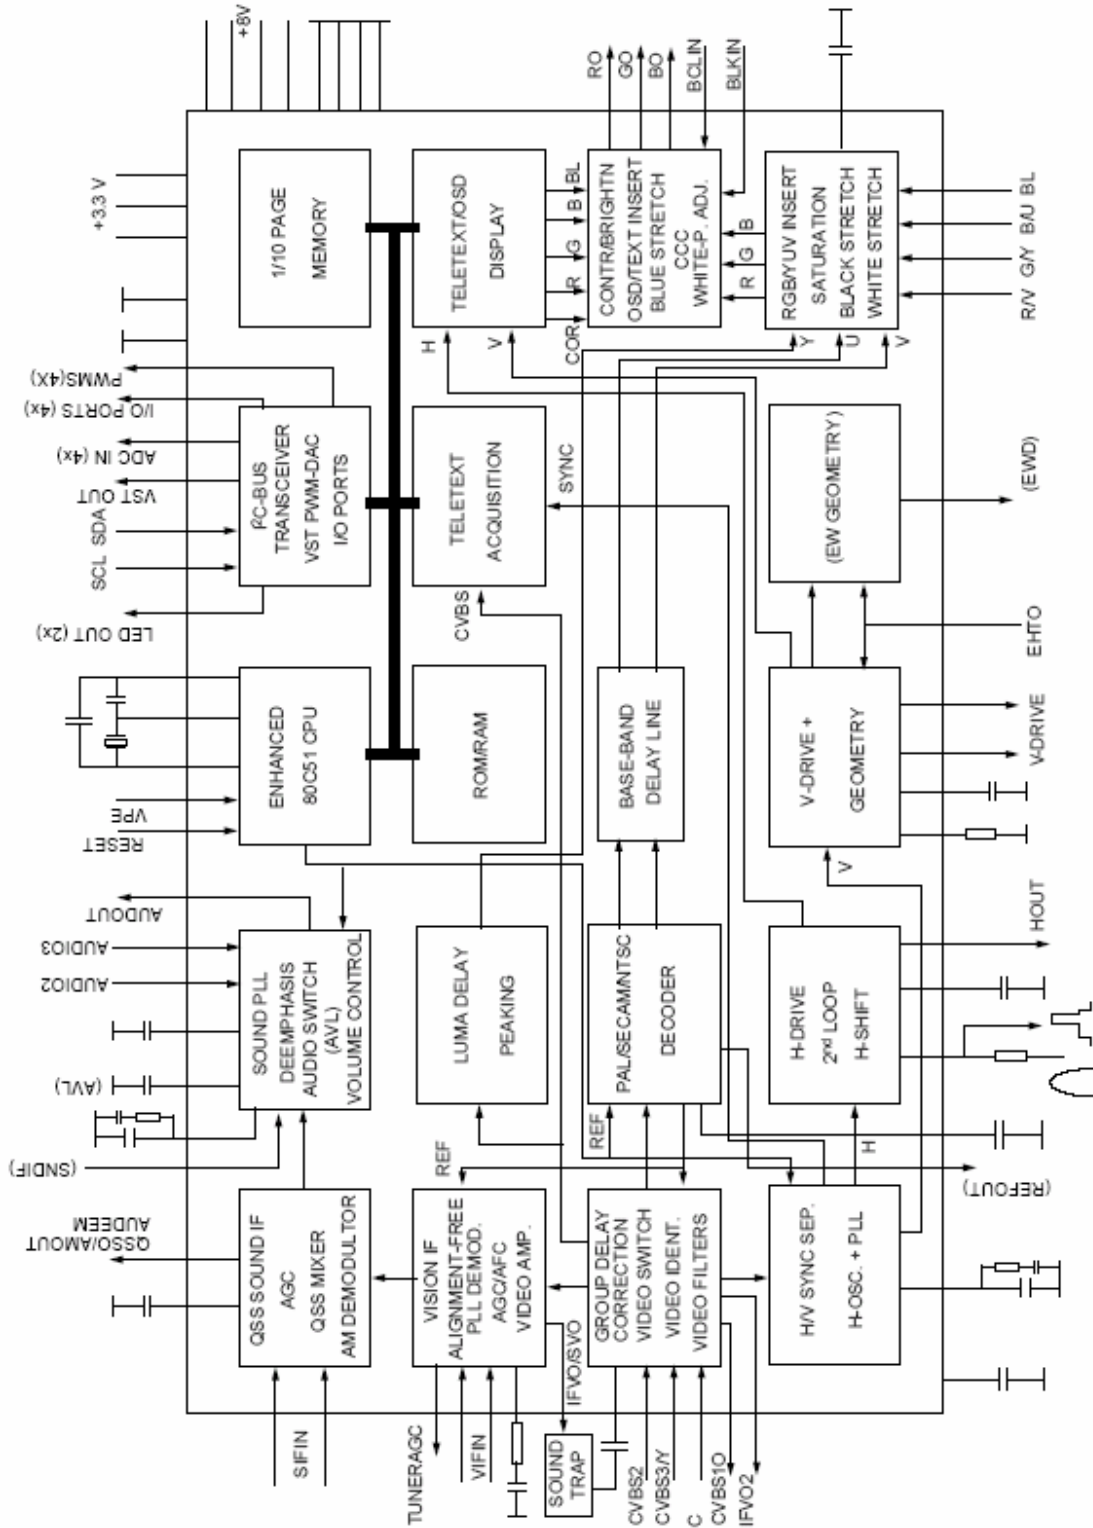 +8V
+3.3 V
1/10 PAGE
MEMORY
PWMS(4X)
I/O PORTS (4x)
ADC IN (4x)
VST OUT
SCL SDA
LED OUT (2x)
I²C-BUS
TRANSCEIVER
VST PWM-DAC
I/O PORTS
VPE
RESET
ENHANCED
80C51 CPU
AUDOUT
AUDIO3
AUDIO2
(AVL)
(SNDIF)
SOUND PLL
DEEMPHASIS
AUDIO SWITCH
(AVL)
VOLUME CONTROL
QSSO/AMOUT
AUDEEM
QSS SOUND IF
AGC
QSS MIXER
AM DEMODULTOR
SIFIN
TELETEXT/OSD
DISPLAY
H
V
TELETEXT
ACQUISITION
CVBS
SYNC
ROM/RAM
LUMA DELAY
PEAKING
REF
VISION IF
ALIGNMENT-FREE
PLL DEMOD.
AGC/AFC
VIDEO AMP.
TUNERAGC
VIFIN
IFVO/SVO
SOUND
TRAP
COR
R
G
B
BL
RO
GO
BO
BCLIN
BLKIN
CONTR/BRIGHTN
OSD/TEXT INSERT
BLUE STRETCH
CCC
WHITE-P. ADJ.
R
G
B
BASE-BAND
DELAY LINE
PAL/SECAM/NTSC
DECODER
REF
GROUP DELAY
CORRECTION
VIDEO SWITCH
VIDEO IDENT.
VIDEO FILTERS
CVBS2
CVBS3/Y
C
CVBS1O
IFVO2
Y
U
V
RGB/YUV INSERT
SATURATION
BLACK STRETCH
WHITE STRETCH
R/V
G/Y
B/U
BL
(EW GEOMETRY)
(EWD)
EHTO
V-DRIVE +
GEOMETRY
V
V-DRIVE
H-DRIVE
2nd LOOP
H-SHIFT
H
HOUT
(REFOUT)
H/V SYNC SEP.
H-OSC. + PLL